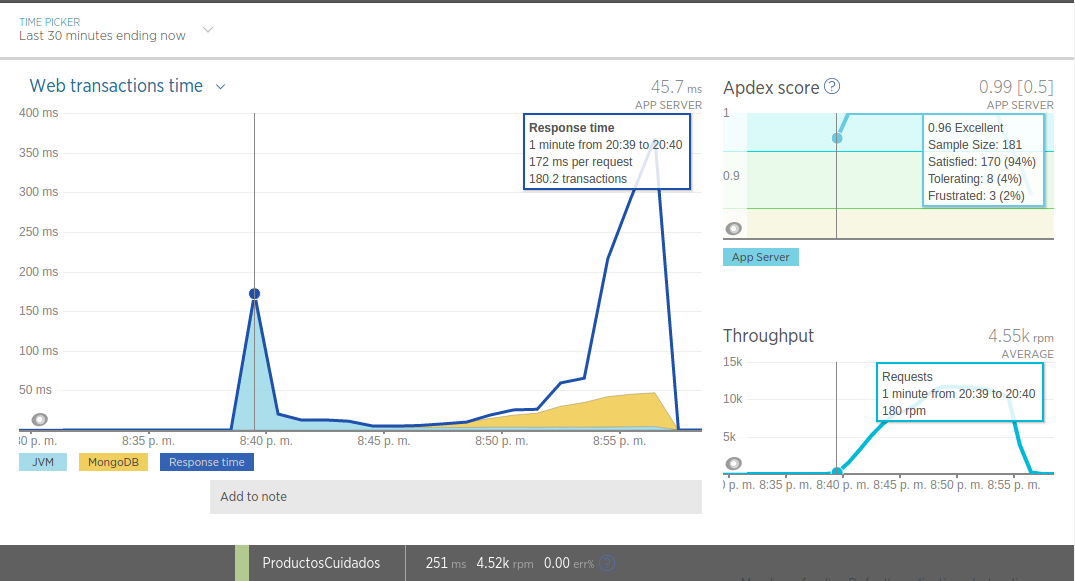 TIME PICKER
Last 30 minutes ending now
Web transactions time
45.7 ms
APP SERVER
400 ms
350 ms
300 ms
250 ms
200 ms
150 ms
100 ms
50 ms
Response time
1 minute from 20:39 to 20:40
172 ms per request
180.2 transactions
30 p. m. 8:35 p. m. 8:40 p. m. 8:45 p. m. 8:50 p. m. 8:55 p. m.
JVM MongoDB Response time
Add to note
Apdex score ?
0.99 [0.5]
APP SERVER
1
0.9
0.96 Excellent
Sample Size: 181
Satisfied: 170 (94%)
Tolerating: 8 (4%)
Frustrated: 3 (2%)
App Server
Throughput
4.55k rpm
AVERAGE
15k
10k
5k
Requests
1 minute from 20:39 to 20:40
180 rpm
p. m. 8:35 p. m. 8:40 p. m. 8:45 p. m. 8:50 p. m. 8:55 p. m.
ProductosCuidados 251 ms 4.52k rpm 0.00 err% ?